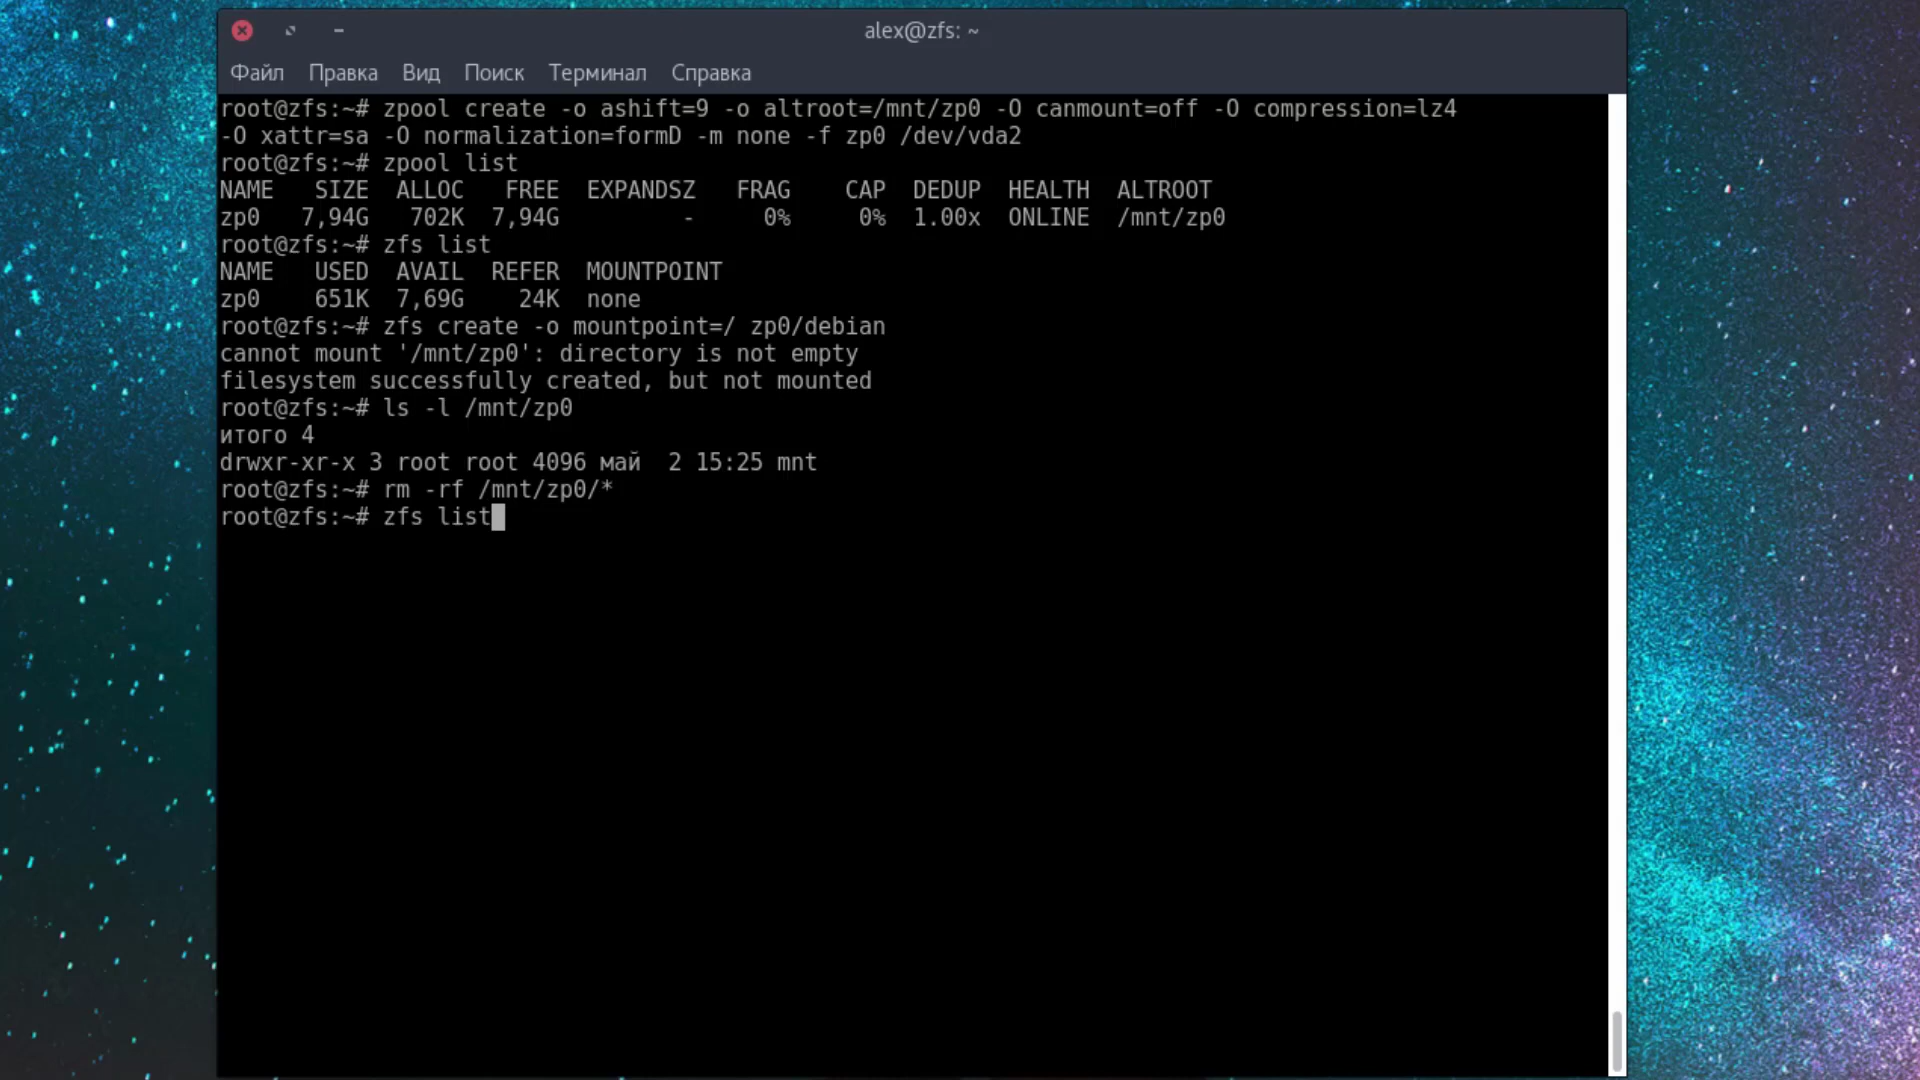 alex@zfs: ~
Файл Правка Вид Поиск Терминал Справка
root@zfs:~# zpool create -o ashift=9 -o altroot=/mnt/zp0 -O canmount=off -O compression=lz4
-O xattr=sa -O normalization=formD -m none -f zp0 /dev/vda2
root@zfs:~# zpool list
NAME   SIZE  ALLOC   FREE  EXPANDSZ   FRAG    CAP  DEDUP  HEALTH  ALTROOT
zp0   7,94G   702K  7,94G         -     0%     0%  1.00x  ONLINE  /mnt/zp0
root@zfs:~# zfs list
NAME   USED  AVAIL  REFER  MOUNTPOINT
zp0    651K  7,69G    24K  none
root@zfs:~# zfs create -o mountpoint=/ zp0/debian
cannot mount '/mnt/zp0': directory is not empty
filesystem successfully created, but not mounted
root@zfs:~# ls -l /mnt/zp0
итого 4
drwxr-xr-x 3 root root 4096 май  2 15:25 mnt
root@zfs:~# rm -rf /mnt/zp0/*
root@zfs:~# zfs list